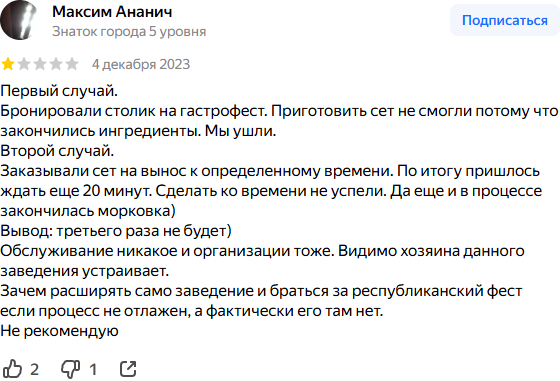 Максим Ананич
Знаток города 5 уровня
Подписаться
4 декабря 2023
Первый случай.
Бронировали столик на гастрофест. Приготовить сет не смогли потому что
закончились ингредиенты. Мы ушли.
Второй случай.
Заказывали сет на вынос к определенному времени. По итогу пришлось
ждать еще 20 минут. Сделать ко времени не успели. Да еще и в процессе
закончилась морковка)
Вывод: третьего раза не будет)
Обслуживание никакое и организации тоже. Видимо хозяина данного
заведения устраивает.
Зачем расширять само заведение и браться за республиканский фест
если процесс не отлажен, а фактически его там нет.
Не рекомендую
2 1